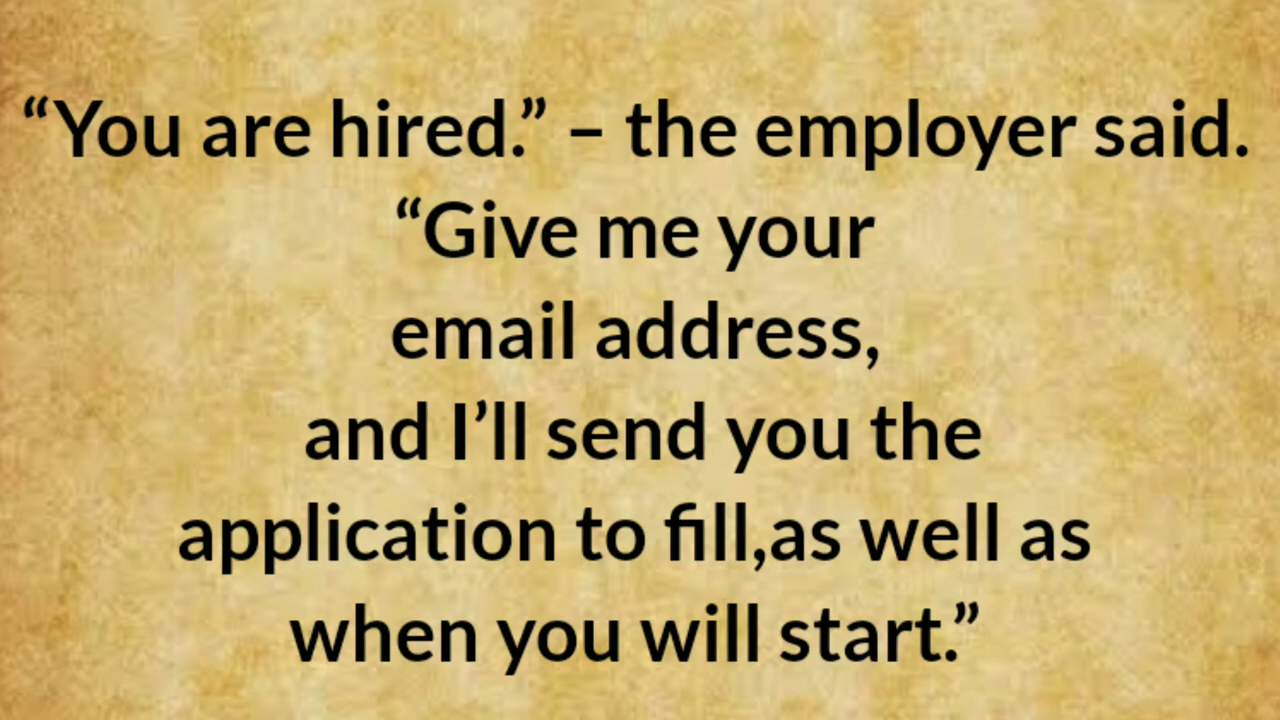 “You are hired.” – the employer said.
“Give me your
email address,
and I’ll send you the
application to fill,as well as
when you will start.”